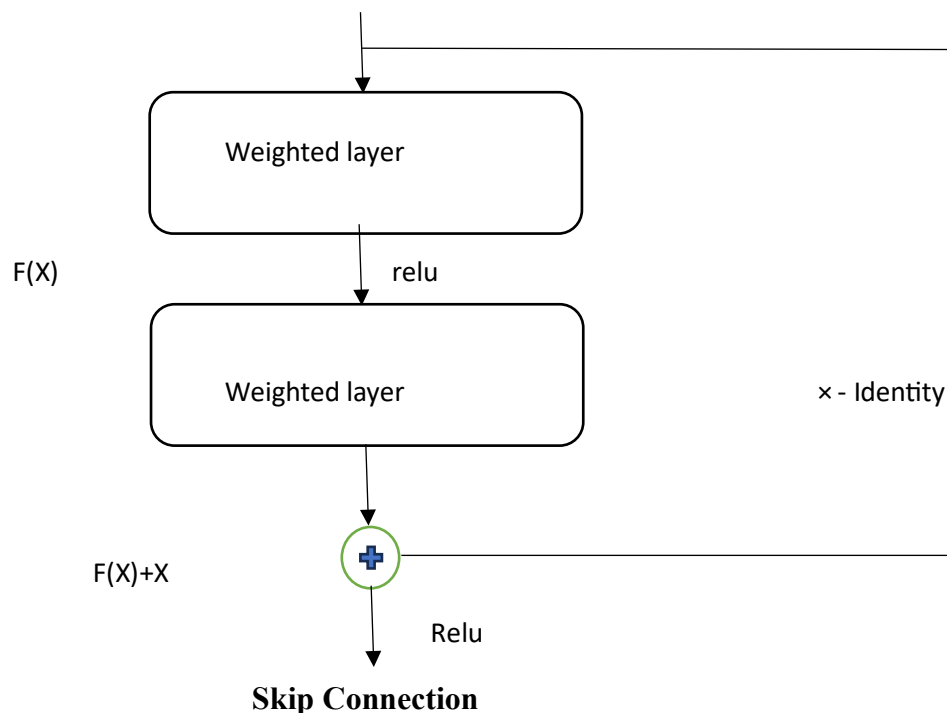 Weighted layer
F(X)
relu
Weighted layer
× - Identity
F(X)+X
Relu
Skip Connection